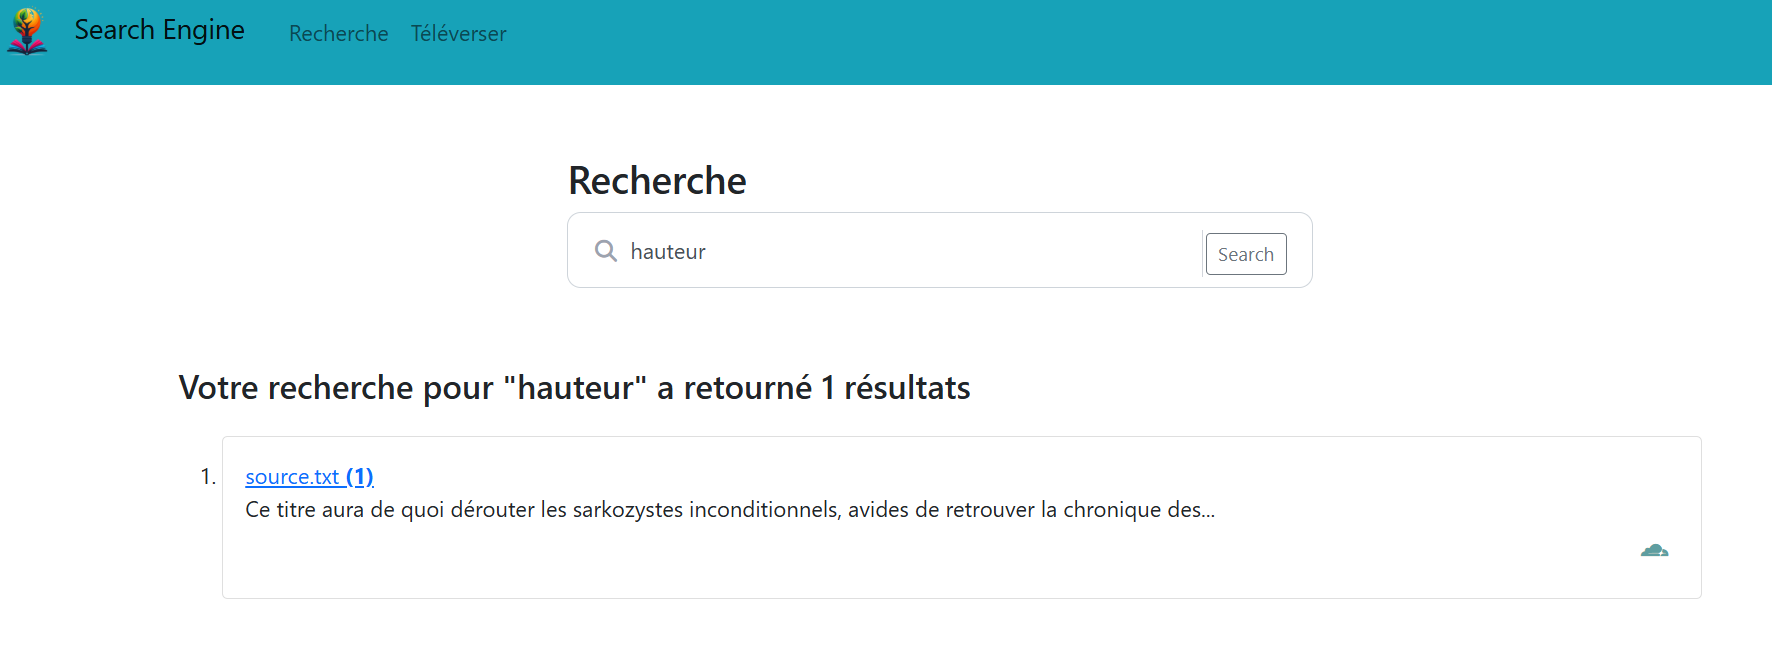 Search Engine Recherche Téléverser
Recherche
hauteur Search
Votre recherche pour "hauteur" a retourné 1 résultats
1. source.txt (1)
Ce titre aura de quoi dérouter les sarkozystes inconditionnels, avides de retrouver la chronique des...